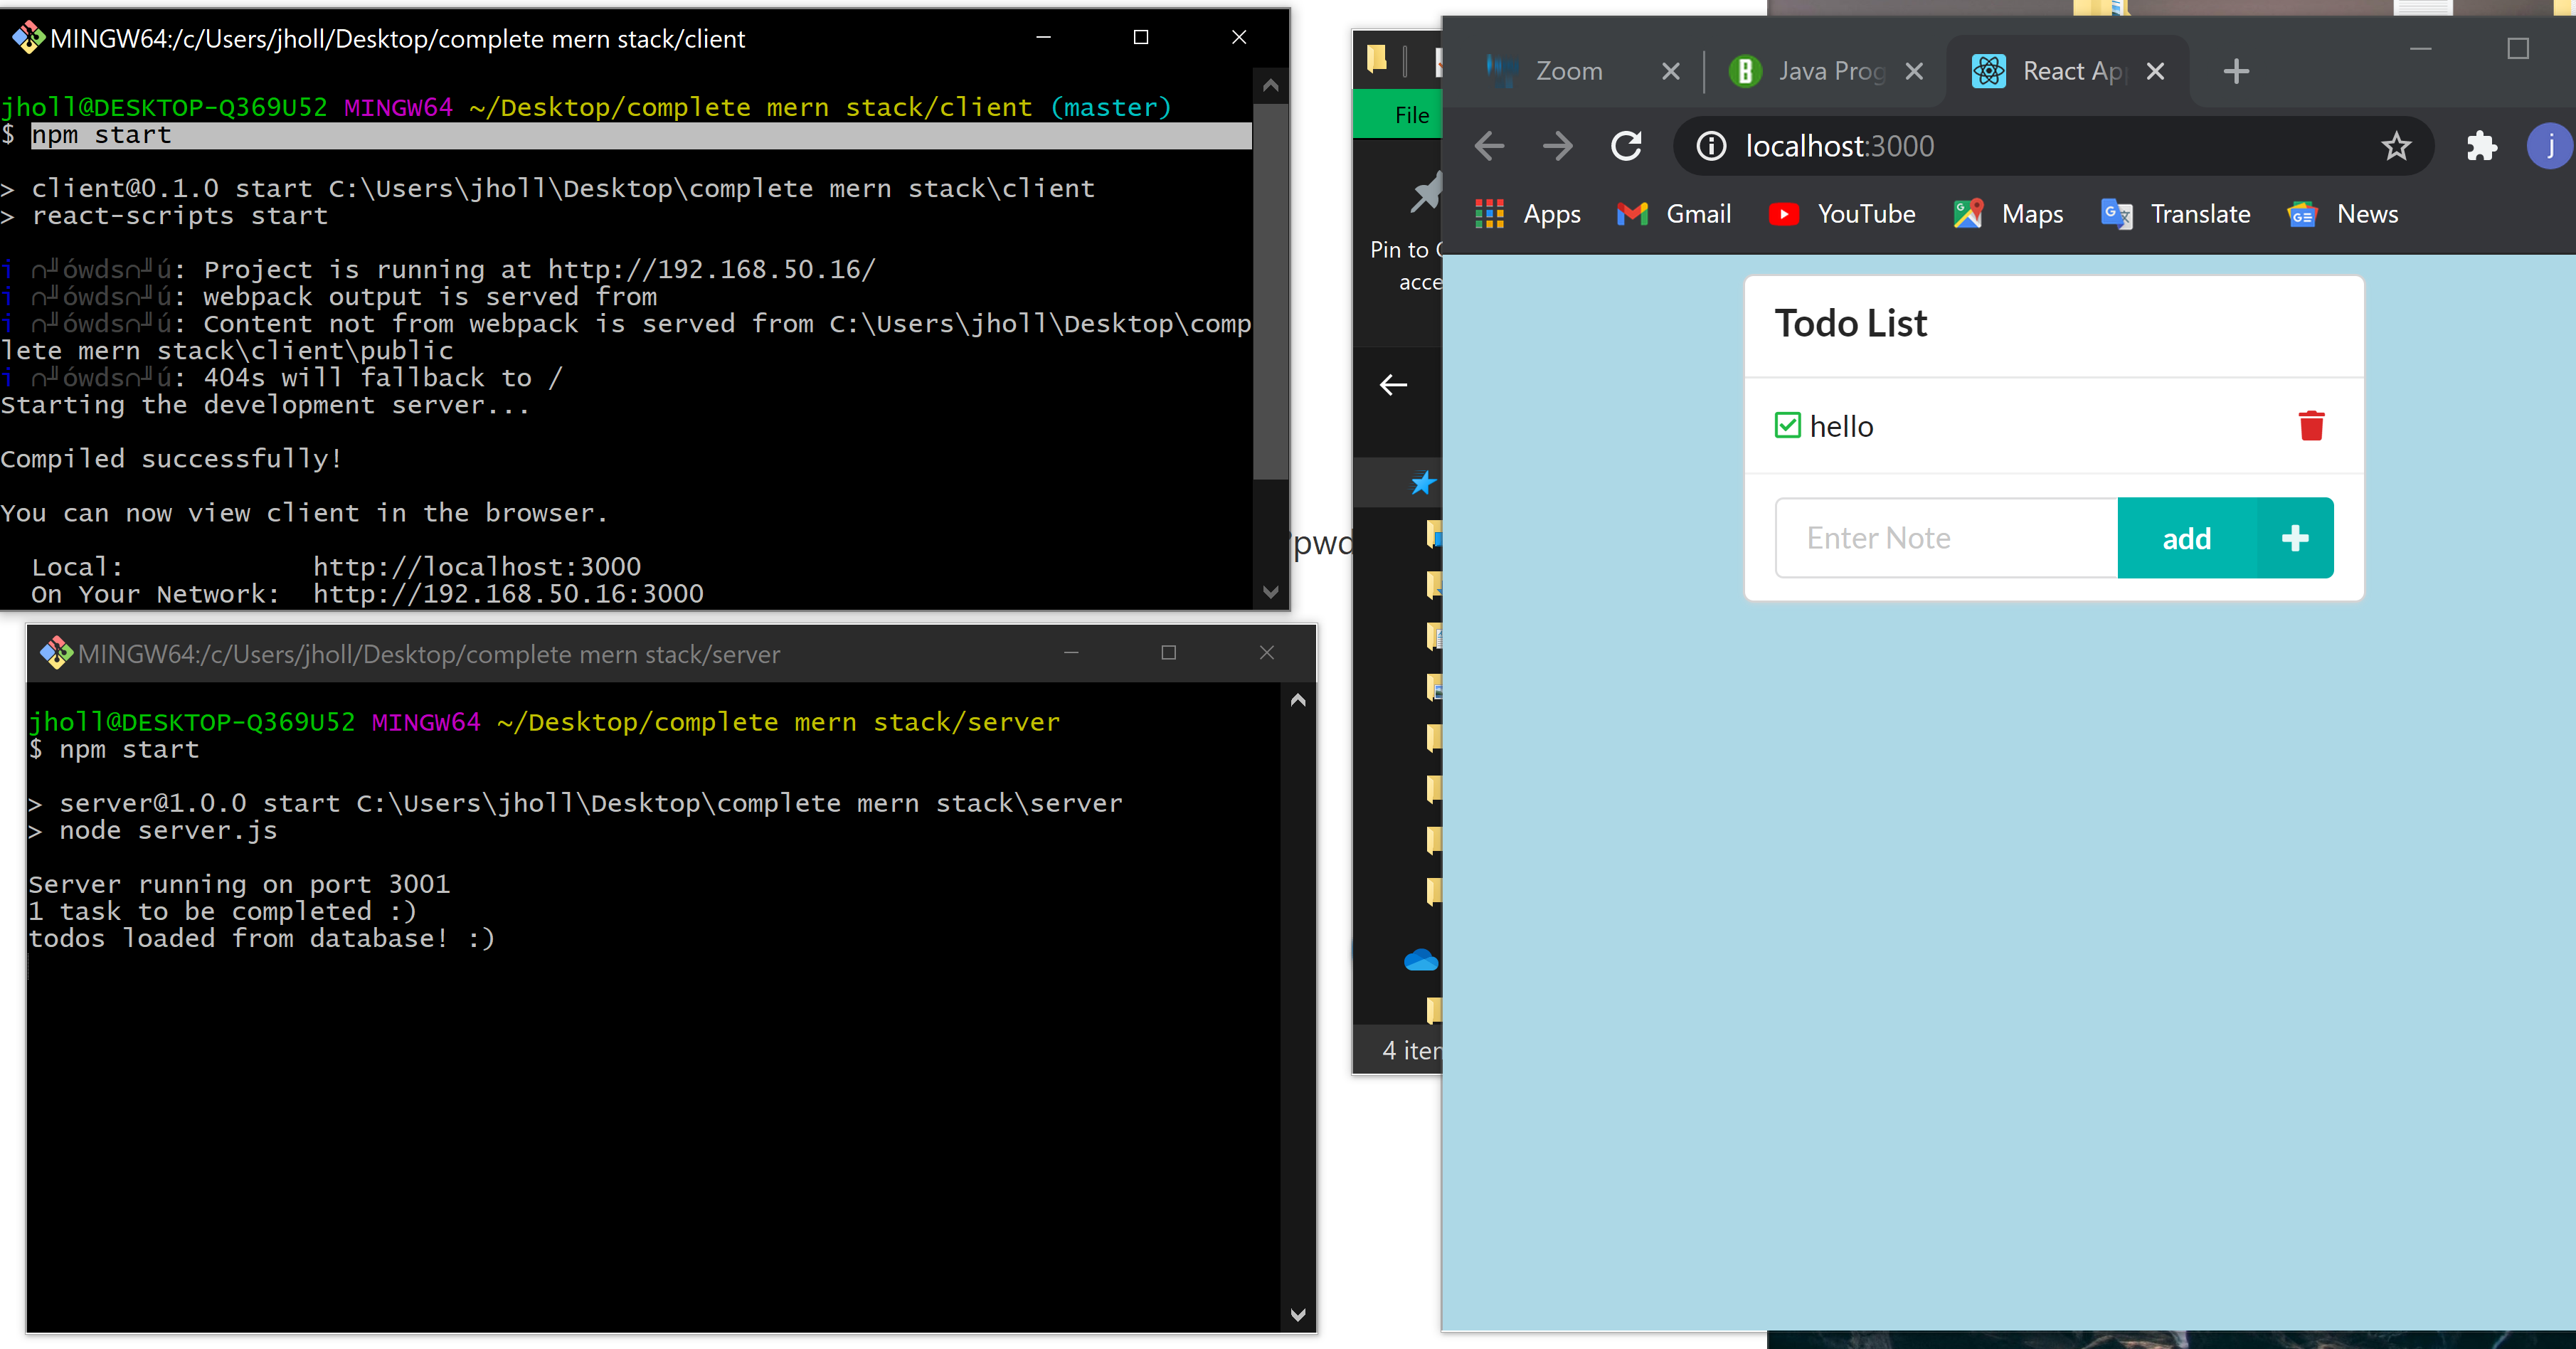 MINGW64:/c/Users/jholl/Desktop/complete mern stack/client
jholl@DESKTOP-Q369U52 MINGW64 ~/Desktop/complete mern stack/client (master)
$ npm start
> client@0.1.0 start C:\Users\jholl\Desktop\complete mern stack\client
> react-scripts start
i ∩╜ówds∩╜ú: Project is running at http://192.168.50.16/
i ∩╜ówds∩╜ú: webpack output is served from
i ∩╜ówds∩╜ú: Content not from webpack is served from C:\Users\jholl\Desktop\comp
lete mern stack\client\public
i ∩╜ówds∩╜ú: 404s will fallback to /
Starting the development server...
Compiled successfully!
You can now view client in the browser.
Local: http://localhost:3000
On Your Network: http://192.168.50.16:3000
MINGW64:/c/Users/jholl/Desktop/complete mern stack/server
jholl@DESKTOP-Q369U52 MINGW64 ~/Desktop/complete mern stack/server
$ npm start
> server@1.0.0 start C:\Users\jholl\Desktop\complete mern stack\server
> node server.js
Server running on port 3001
1 task to be completed :)
todos loaded from database! :)
pwd
File
Pin to
acce
4 iter
Zoom
Java Prog
React Ap
localhost:3000
j
Apps Gmail YouTube Maps Translate News
Todo List
hello
Enter Note
add